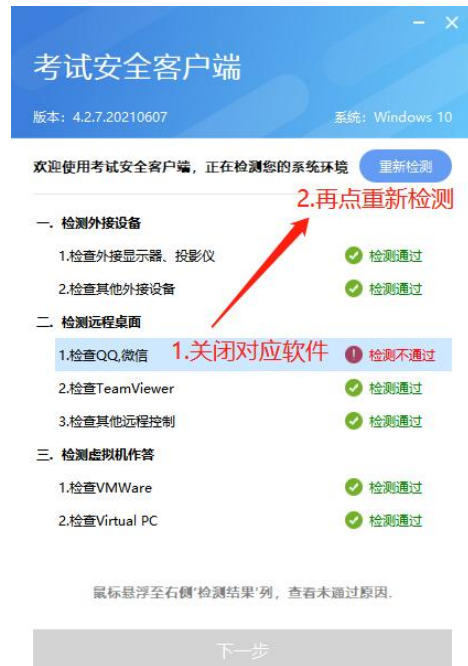 考试安全客户端
版本：4.2.7.20210607 系统：Windows 10
欢迎使用考试安全客户端，正在检测您的系统环境 重新检测
2.再点重新检测
一. 检测外接设备
1.检查外接显示器、投影仪 检测通过
2.检查其他外接设备 检测通过
二. 检测远程桌面
1.检查QQ,微信 1.关闭对应软件 检测不通过
2.检查TeamViewer 检测通过
3.检查其他远程控制 检测通过
三. 检测虚拟机作答
1.检查VMWare 检测通过
2.检查Virtual PC 检测通过
鼠标悬浮至右侧'检测结果'列，查看未通过原因.
下一步